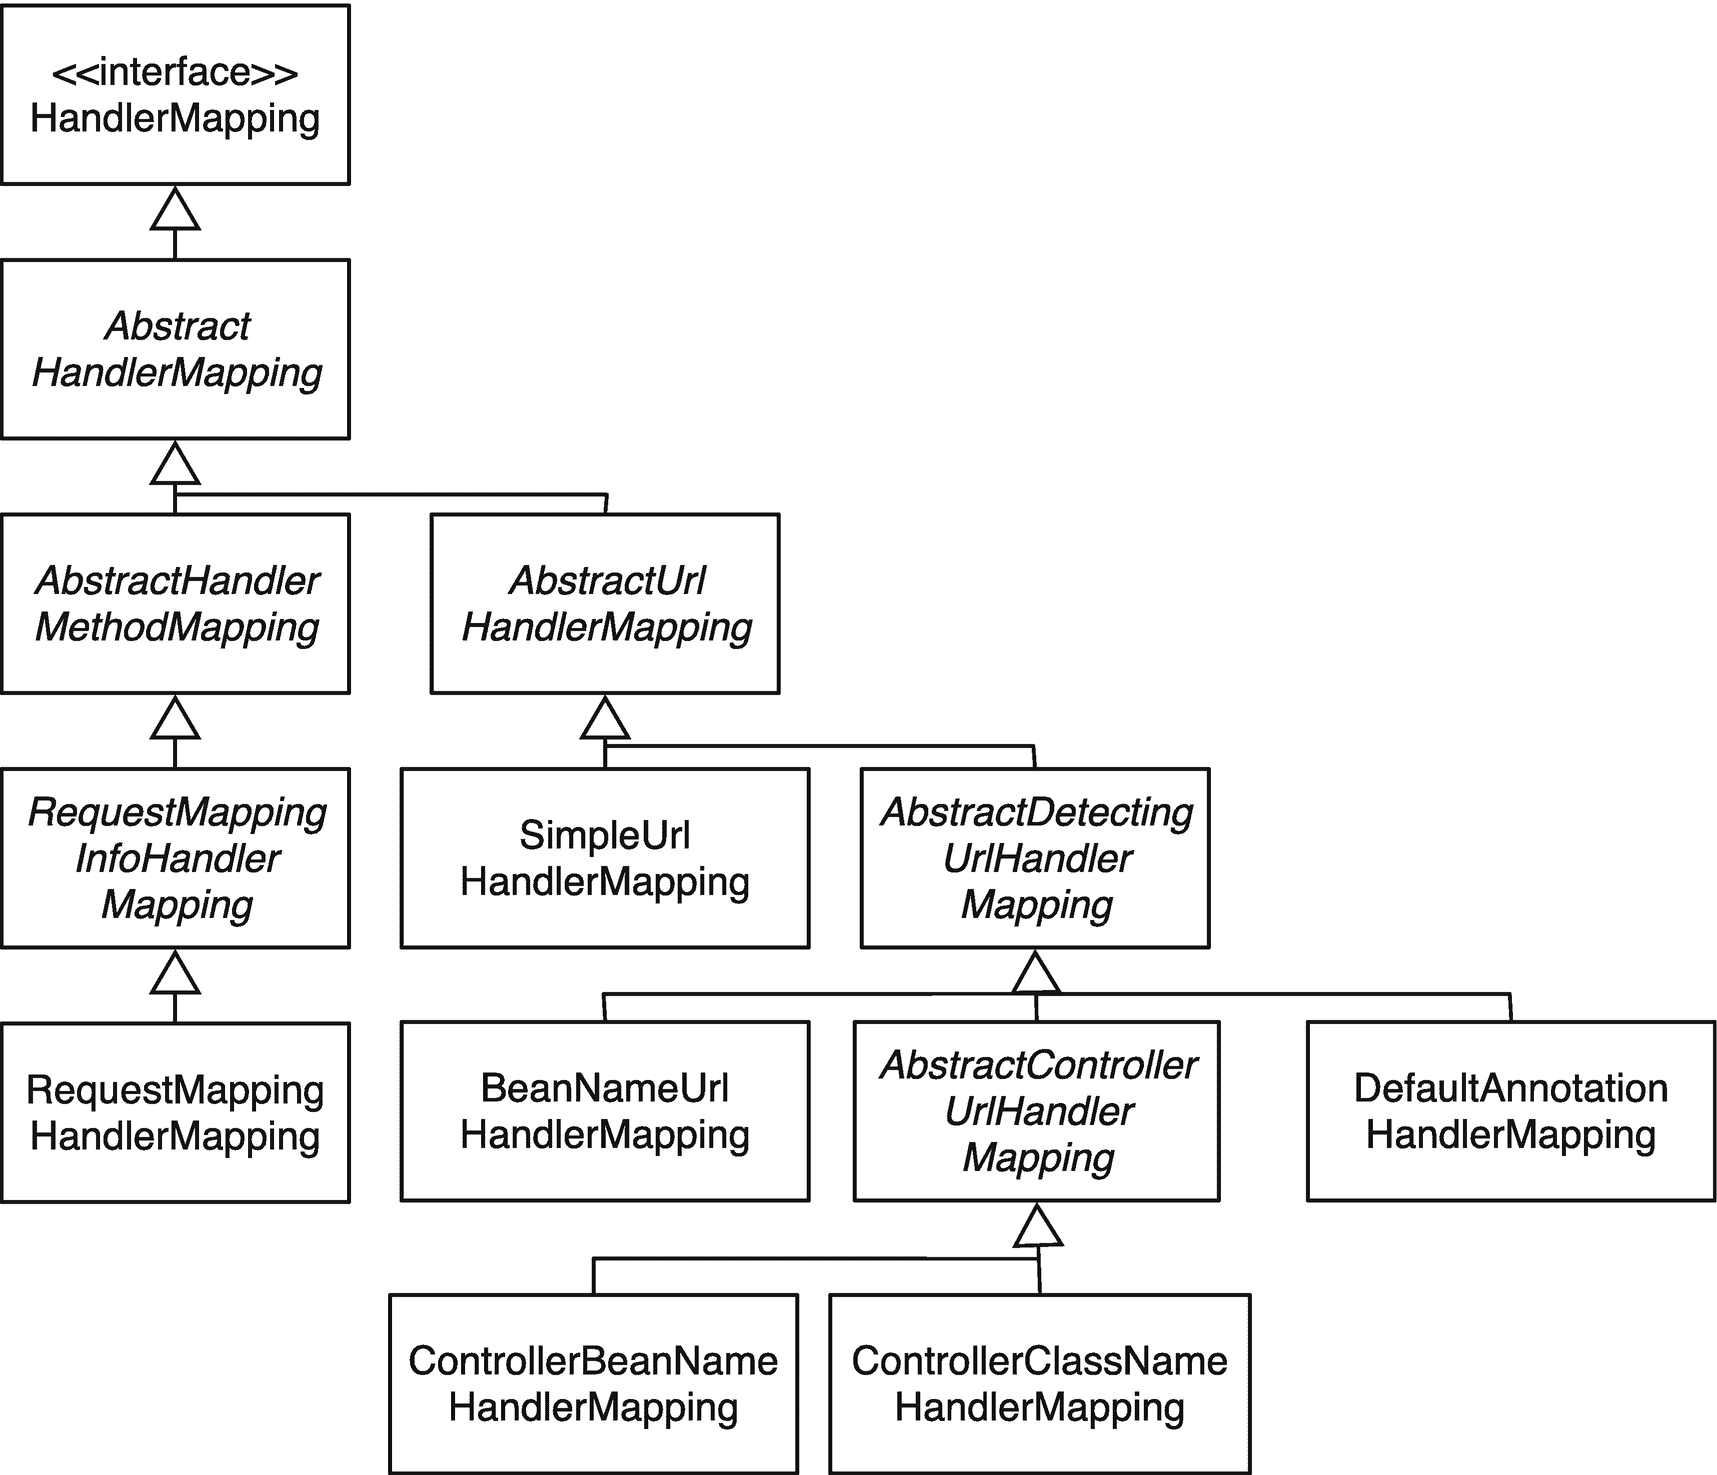 <<interface>>
HandlerMapping
Abstract
HandlerMapping
AbstractHandler
MethodMapping
AbstractUrl
HandlerMapping
RequestMapping
InfoHandler
Mapping
SimpleUrl
HandlerMapping
AbstractDetecting
UrlHandler
Mapping
RequestMapping
HandlerMapping
BeanNameUrl
HandlerMapping
AbstractController
UrlHandler
Mapping
DefaultAnnotation
HandlerMapping
ControllerBeanName
HandlerMapping
ControllerClassName
HandlerMapping